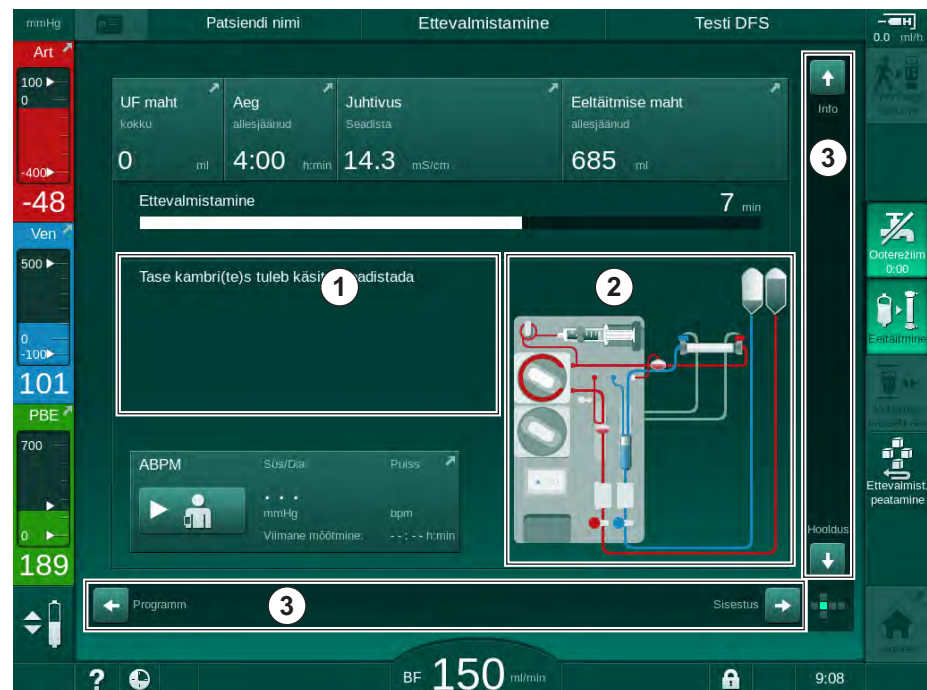 mmHg
Patsiendi nimi
Ettevalmistamine
Testi DFS
0.0 ml/h
Art
100
0
-400
-48
Ven
500
0
-100
101
PBE
700
0
189
UF maht
kokku
0 ml
Aeg
allesjäänud
4:00 h:min
Juhtivus
Seadista
14.3 mS/cm
Eeltäitmise maht
allesjäänud
685 ml
Ettevalmistamine
7 min
Tase kambri(te)s tuleb käsitsi
1
2
3
ABPM
Süs/Dia
Pulss
. . .
mmHg
bpm
Viimane mõõtmine:
--:-- h:min
Info
Hooldus
Programm
3
Sisestus
Ooterežiim
0:00
Eeltäitmine
Ettevalmist.
peatamine
?
BF 150 ml/min
9:08